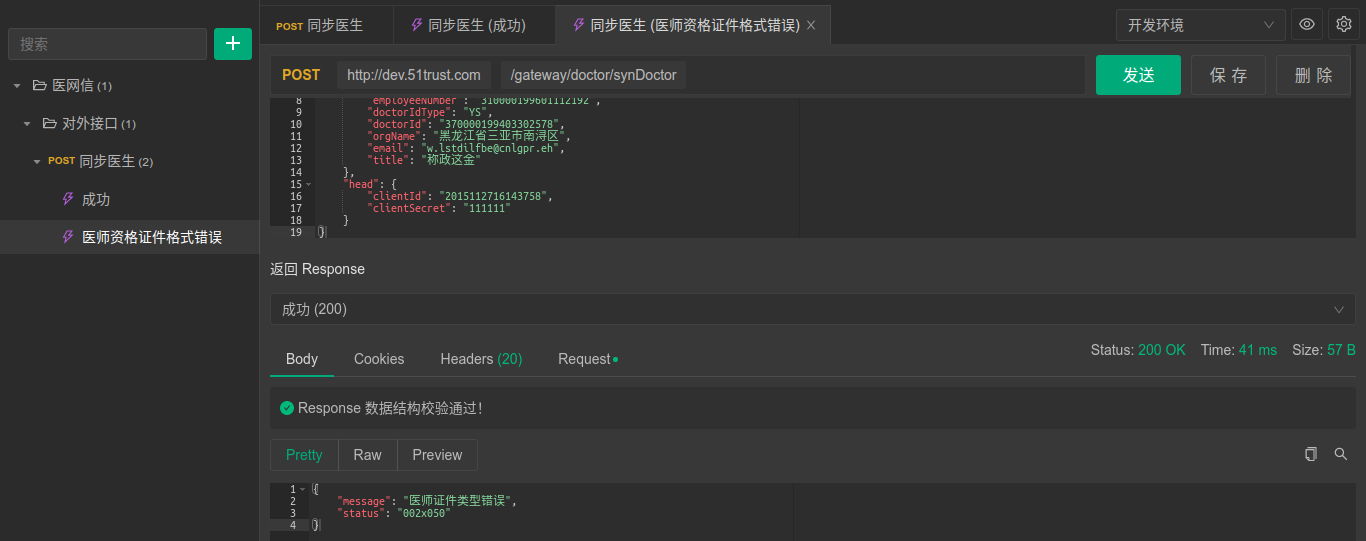 POST 同步医生
同步医生 (成功)
同步医生 (医师资格证件格式错误)
开发环境
搜索
医网信 (1)
对外接口 (1)
POST 同步医生 (2)
成功
医师资格证件格式错误
POST http://dev.51trust.com /gateway/doctor/synDoctor 发送 保 存 删 除
8 "employeeNumber": "310000199601112192",
9 "doctorIdType": "YS",
10 "doctorId": "370000199403302578",
11 "orgName": "黑龙江省三亚市南浔区",
12 "email": "w.lstdilfbe@cnlgpr.eh",
13 "title": "称政这金"
14 },
15 "head": {
16 "clientId": "2015112716143758",
17 "clientSecret": "111111"
18 }
19 }
返回 Response
成功 (200)
Body Cookies Headers (20) Request
Status: 200 OK Time: 41 ms Size: 57 B
Response 数据结构校验通过!
Pretty Raw Preview
1 {
2 "message": "医师证件类型错误",
3 "status": "002x050"
4 }